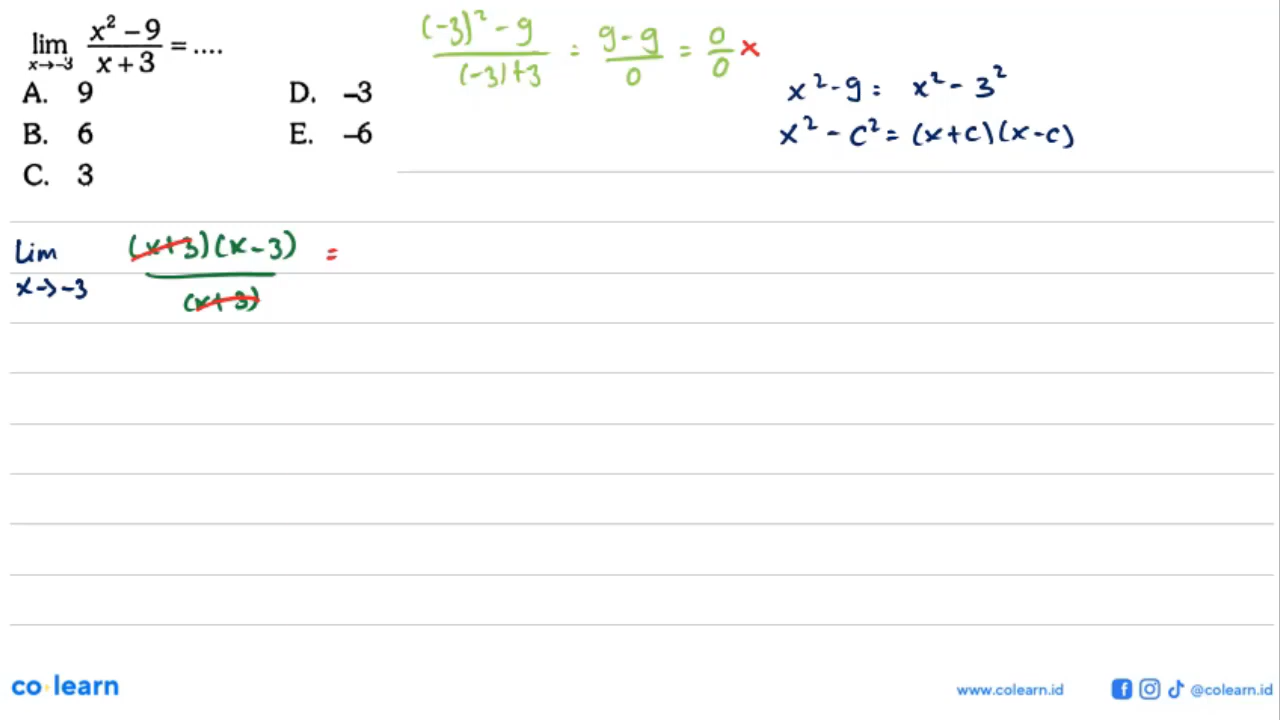 lim x→-3 x² - 9 / x + 3 = ....
A. 9
B. 6
C. 3
D. -3
E. -6
(-3)² - 9 / (-3) + 3 = 9 - 9 / 0 = 0 / 0 ×
x² - 9 = x² - 3²
x² - c² = (x+c)(x-c)
Lim x→-3 (x+3)(x-3) / (x+3) =
co learn
www.colearn.id @colearn.id